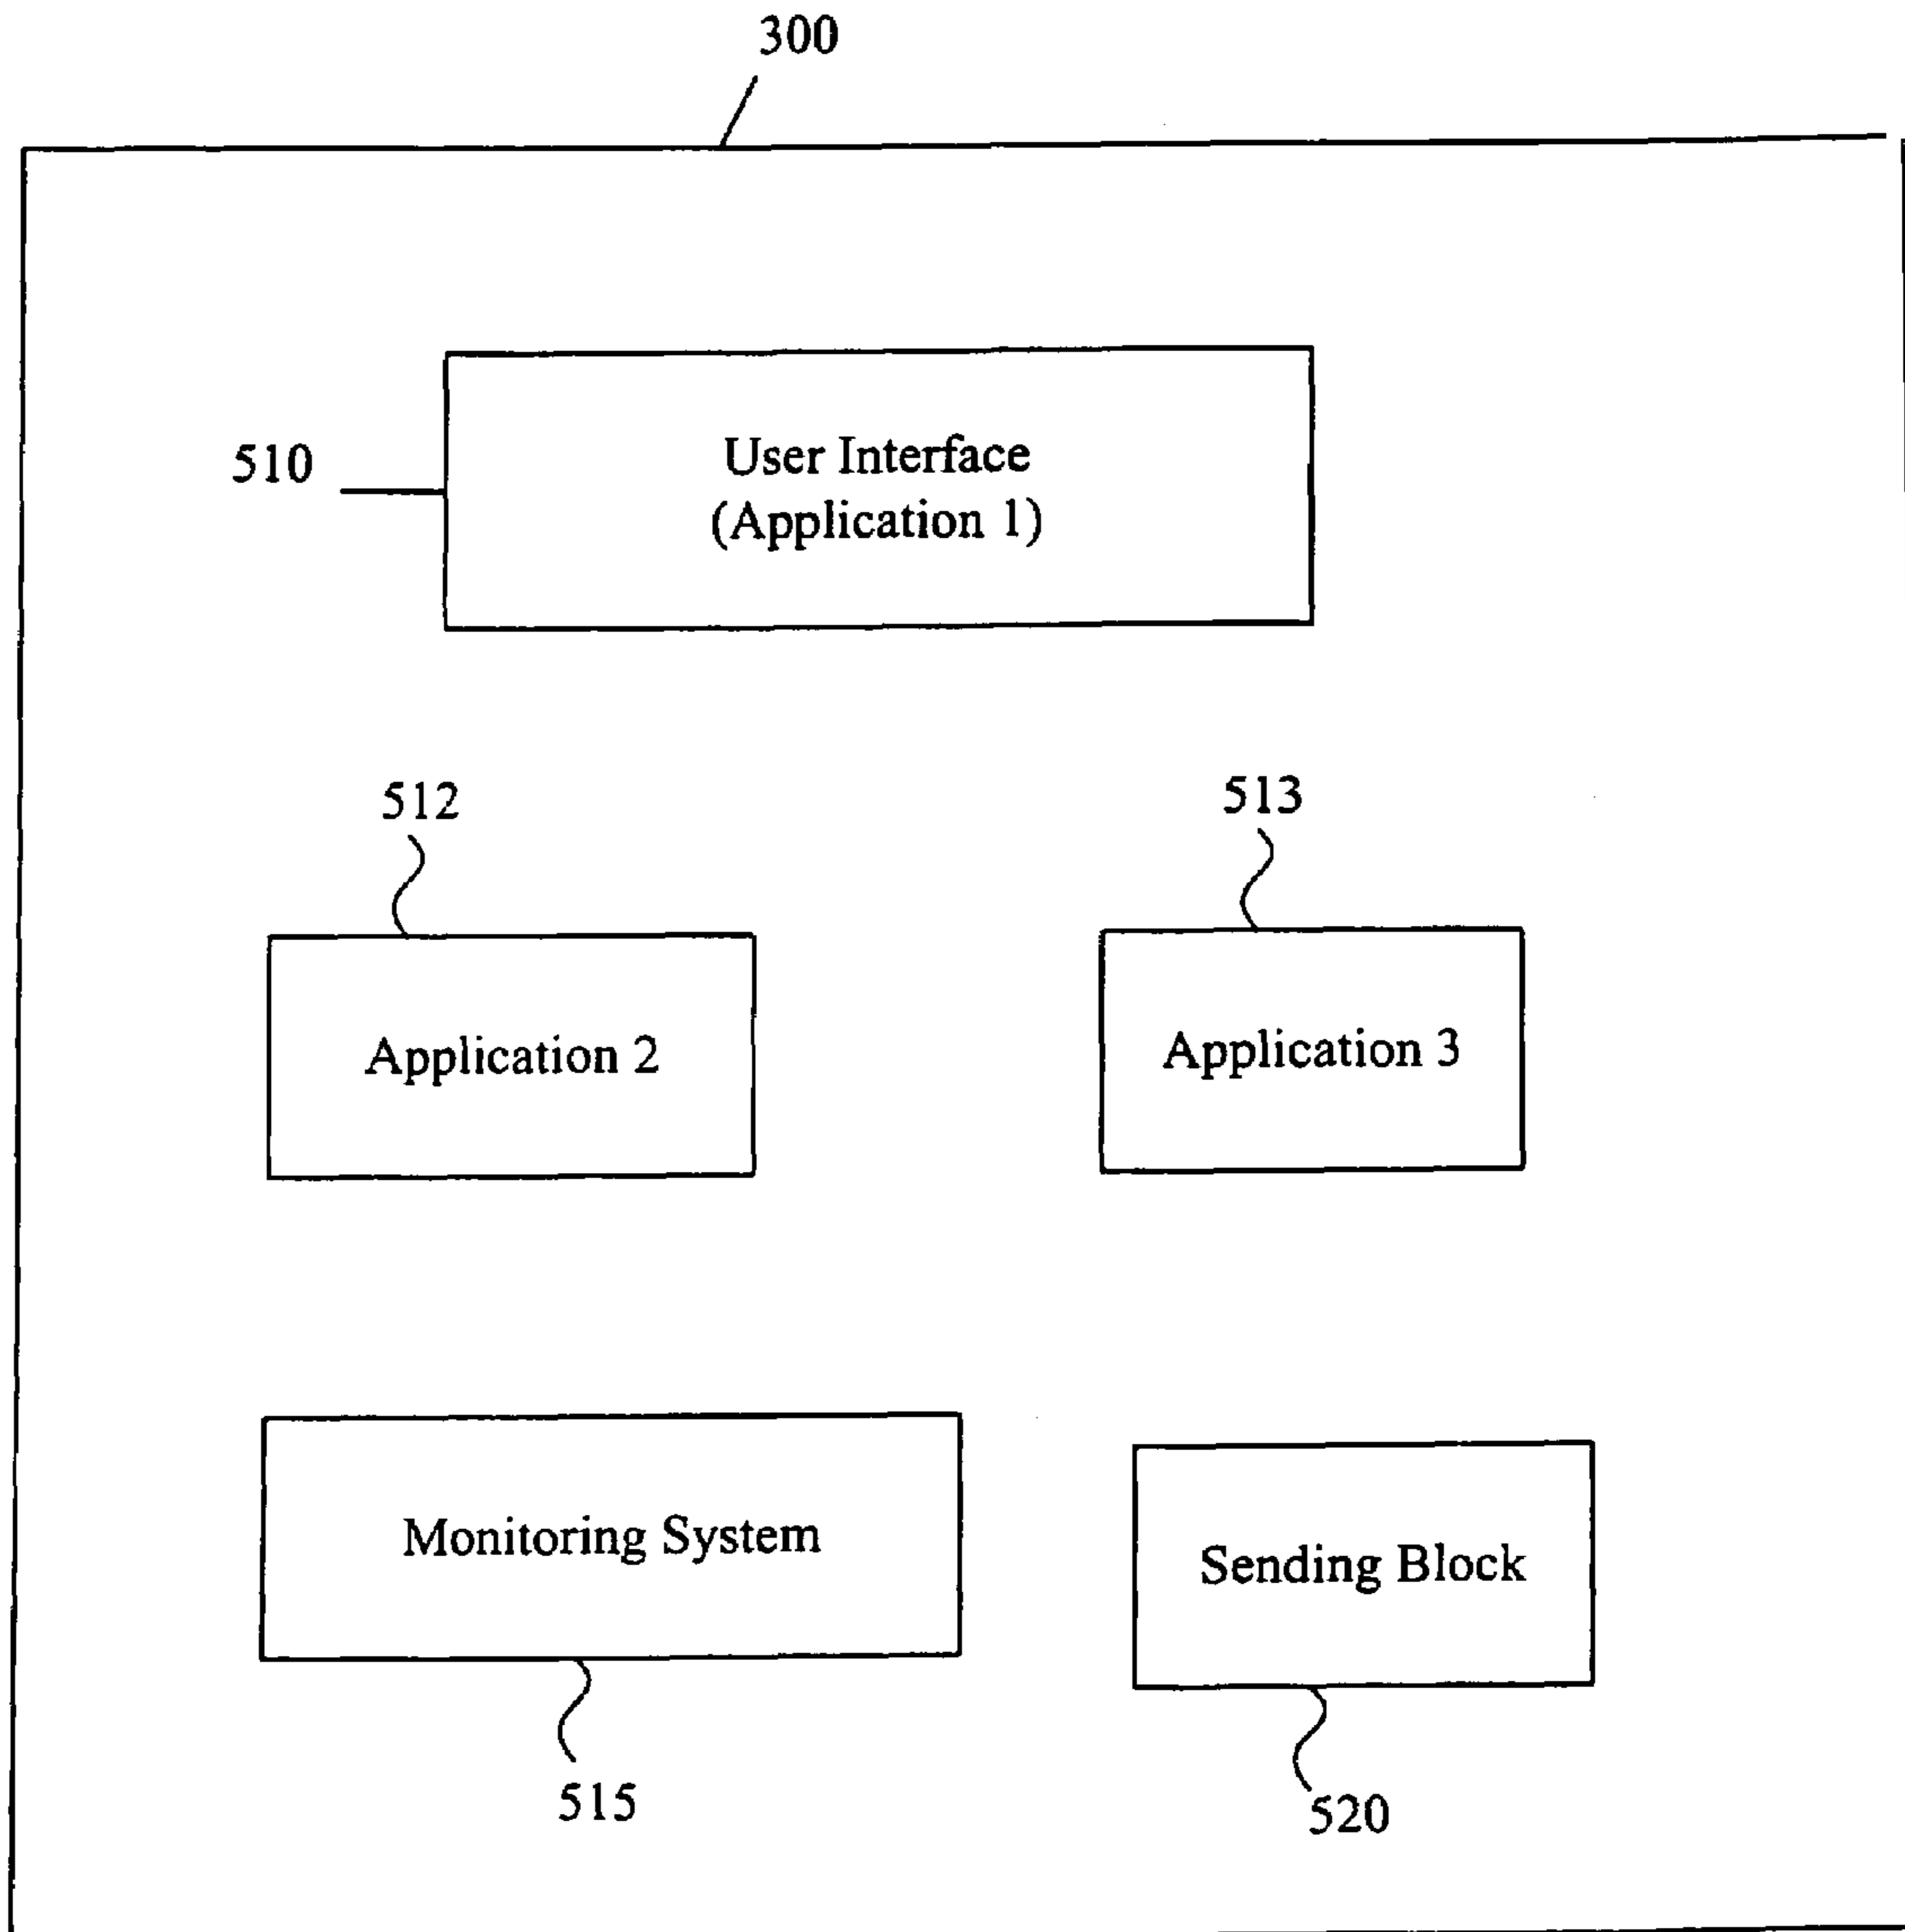 300
510
User Interface
(Application 1)
512
513
Application 2
Application 3
Monitoring System
Sending Block
515
520